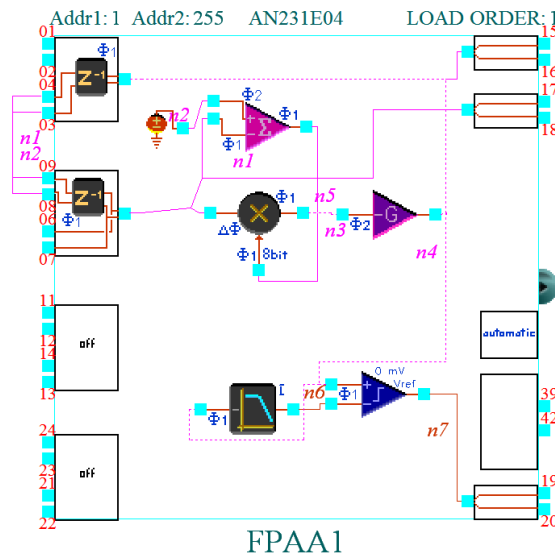 Addr1: 1 Addr2: 255 AN231E04 LOAD ORDER: 1
01
02
04
03
Φ1
Z-1
n1
n2
09
08
06
07
Z-1
Φ1
11
12
14
13
off
24
23
21
22
off
n2
Φ2
Φ1
+
-
Σ
Φ1
n1
n5
ΔΦ
×
Φ1
Φ1 8bit
n3
Φ2
-G
n4
Φ1
-
I
n6
Φ1
+
-
0 mV
Vref
n7
15
16
17
18
automatic
39
42
19
20
FPAA1